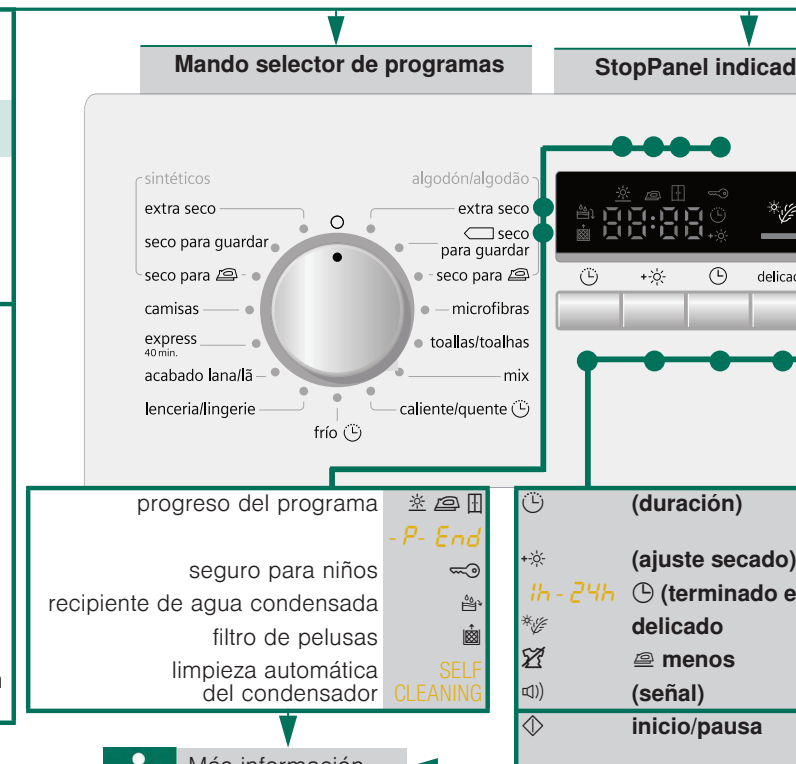 Mando selector de programas
StopPanel indicad
sintéticos
algodón/algodão
extra seco
extra seco
seco para guardar
seco
para guardar
seco para
seco para
camisas
microfibras
express
40 min.
toallas/toalhas
acabado lana/lã
mix
lenceria/lingerie
caliente/quente
frío
88:88
delicad
progreso del programa
-P- End
seguro para niños
recipiente de agua condensada
filtro de pelusas
limpieza automática
del condensador
SELF
CLEANING
(duración)
(ajuste secado)
1h - 24h (terminado e
delicado
menos
(señal)
inicio/pausa
Más información